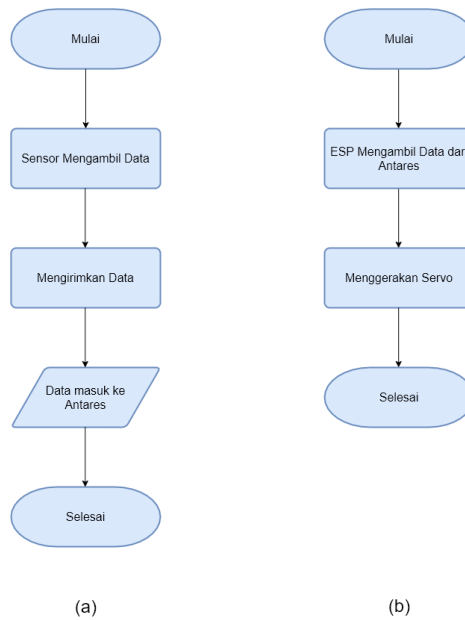 Mulai
Sensor Mengambil Data
Mengirimkan Data
Data masuk ke
Antares
Selesai
(a)
Mulai
ESP Mengambil Data dari
Antares
Menggerakan Servo
Selesai
(b)